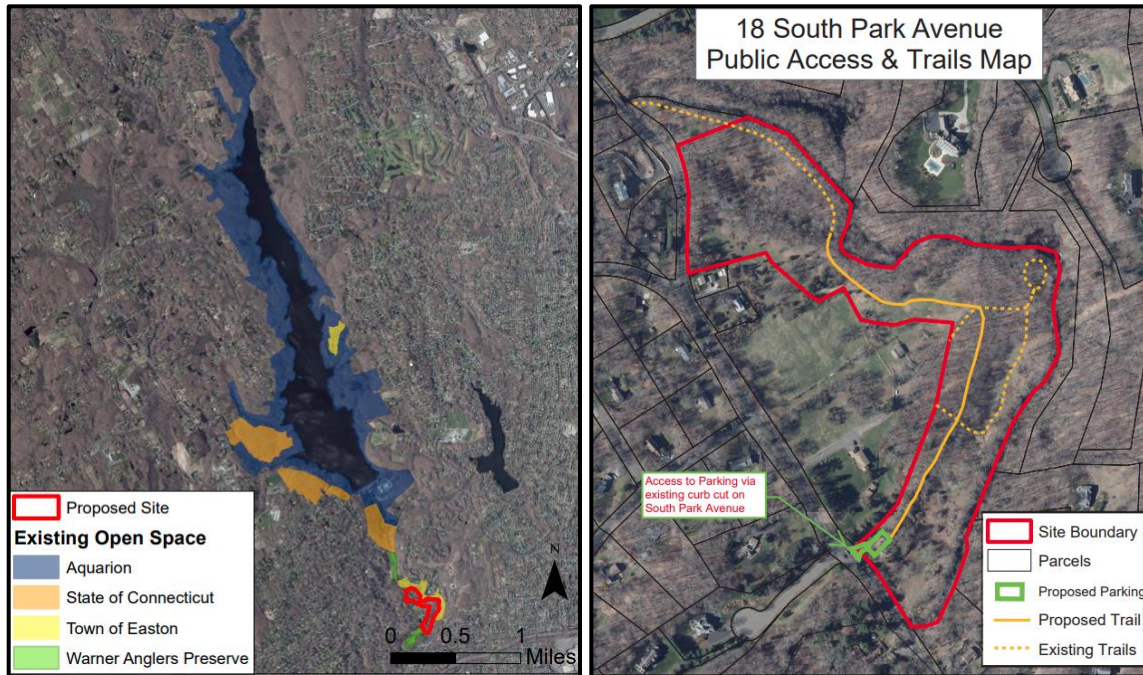 N
0 0.5 1
Miles
Proposed Site
Existing Open Space
Aquarion
State of Connecticut
Town of Easton
Warner Anglers Preserve
18 South Park Avenue
Public Access & Trails Map
Access to Parking via
existing curb cut on
South Park Avenue
Site Boundary
Parcels
Proposed Parking
Proposed Trail
Existing Trails